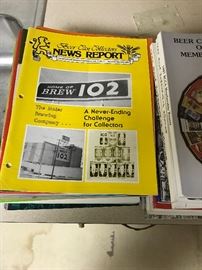 Beer Can Collectors
NEWS REPORT
HOME OF
BREW 102
The Maier
Brewing
Company...
A Never-Ending
Challenge
for Collectors
102
BEER C
O
MEMO